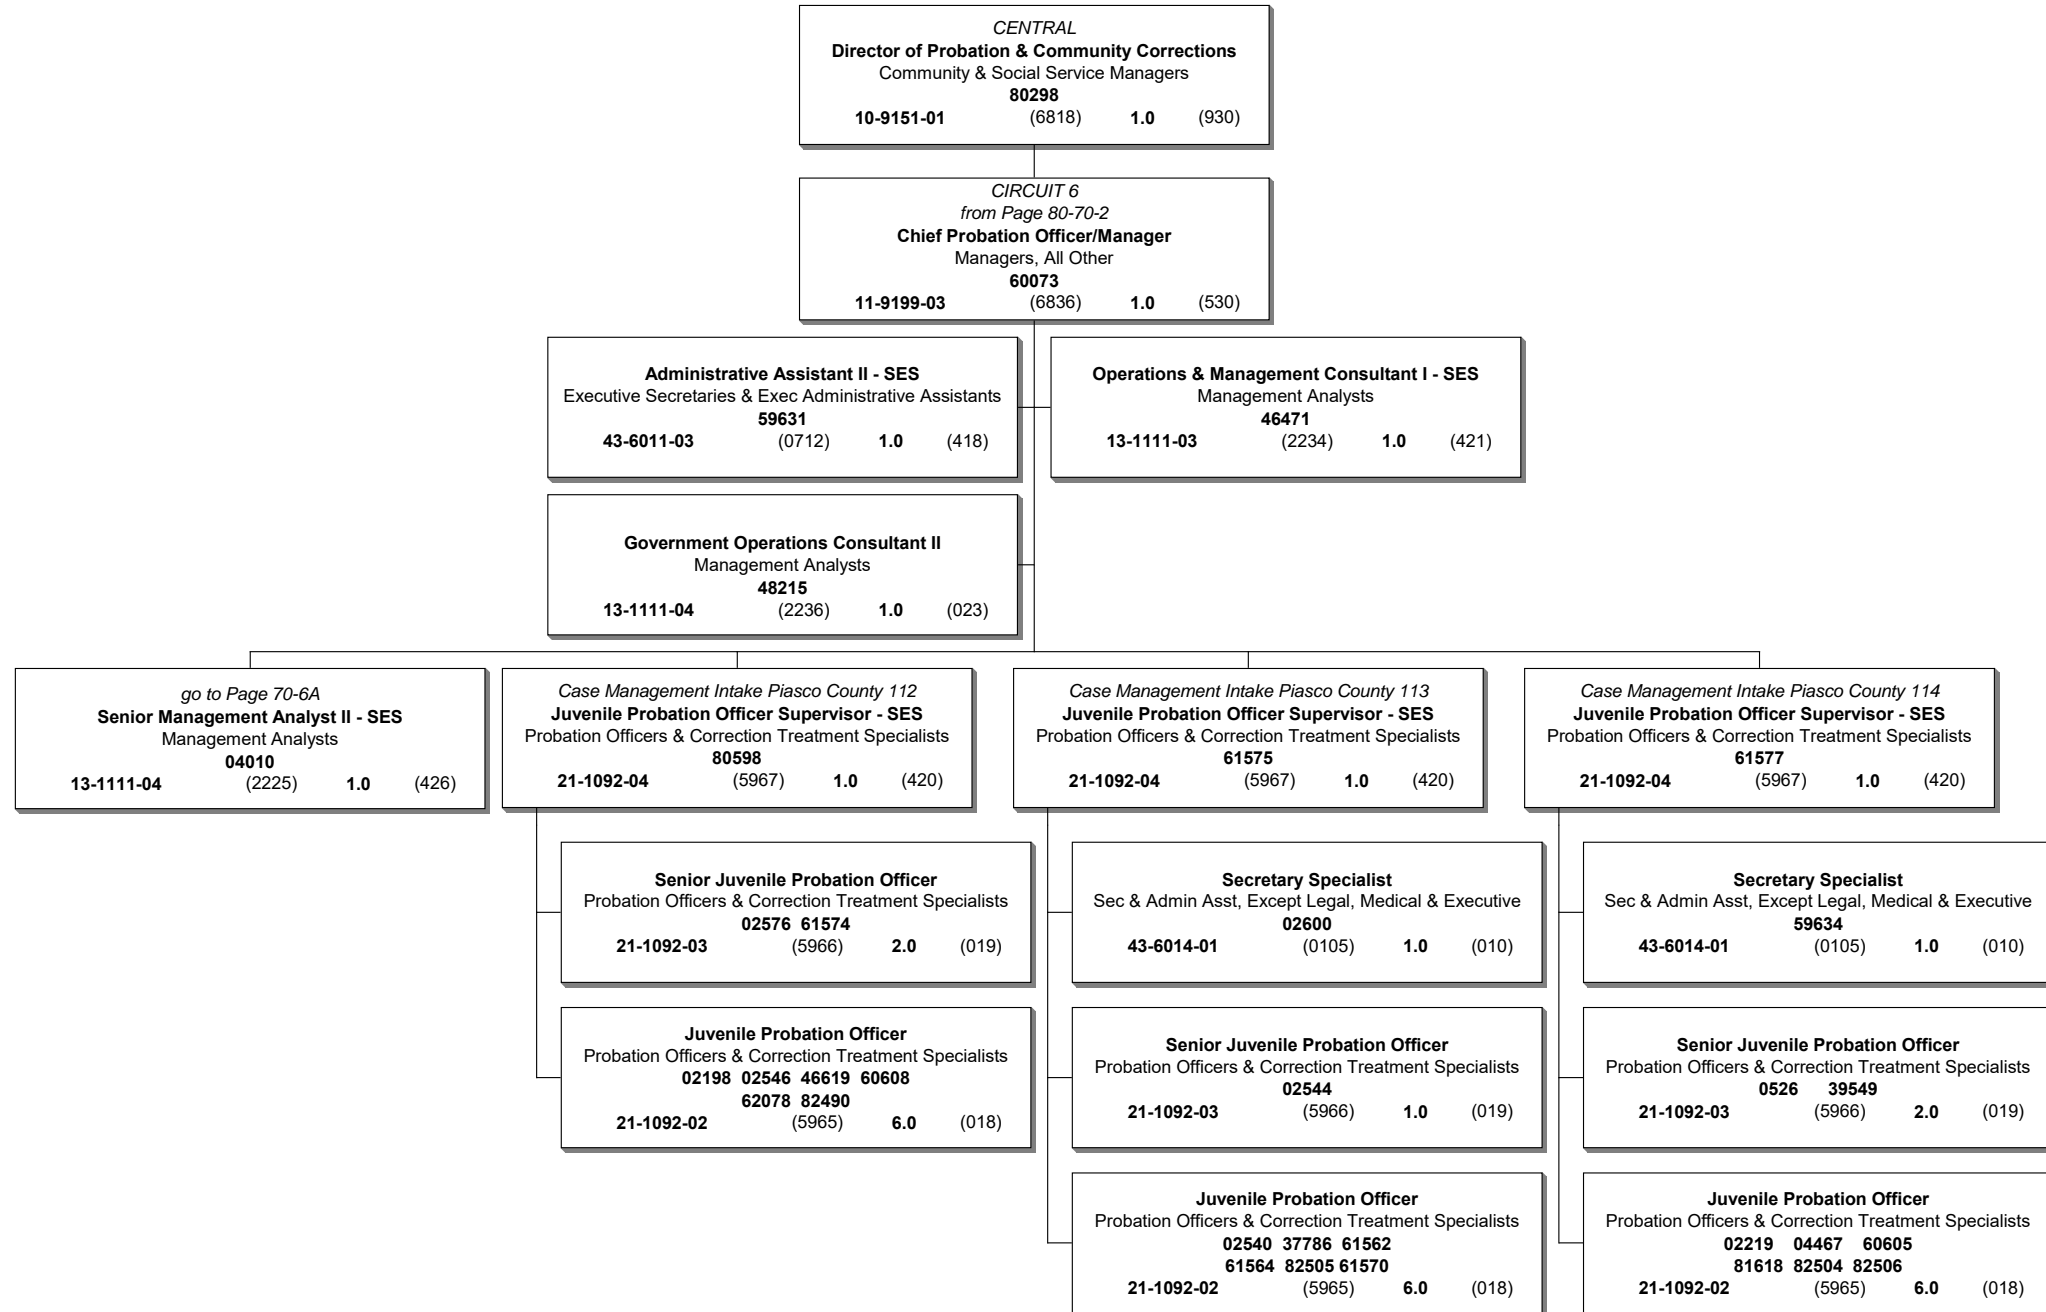 CENTRAL
Director of Probation & Community Corrections
Community & Social Service Managers
80298
10-9151-01 (6818) 1.0 (930)
CIRCUIT 6
from Page 80-70-2
Chief Probation Officer/Manager
Managers, All Other
60073
11-9199-03 (6836) 1.0 (530)
Administrative Assistant II - SES
Executive Secretaries & Exec Administrative Assistants
59631
43-6011-03 (0712) 1.0 (418)
Operations & Management Consultant I - SES
Management Analysts
46471
13-1111-03 (2234) 1.0 (421)
Government Operations Consultant II
Management Analysts
48215
13-1111-04 (2236) 1.0 (023)
go to Page 70-6A
Senior Management Analyst II - SES
Management Analysts
04010
13-1111-04 (2225) 1.0 (426)
Case Management Intake Piasco County 112
Juvenile Probation Officer Supervisor - SES
Probation Officers & Correction Treatment Specialists
80598
21-1092-04 (5967) 1.0 (420)
Senior Juvenile Probation Officer
Probation Officers & Correction Treatment Specialists
02576 61574
21-1092-03 (5966) 2.0 (019)
Juvenile Probation Officer
Probation Officers & Correction Treatment Specialists
02198 02546 46619 60608
62078 82490
21-1092-02 (5965) 6.0 (018)
Case Management Intake Piasco County 113
Juvenile Probation Officer Supervisor - SES
Probation Officers & Correction Treatment Specialists
61575
21-1092-04 (5967) 1.0 (420)
Secretary Specialist
Sec & Admin Asst, Except Legal, Medical & Executive
02600
43-6014-01 (0105) 1.0 (010)
Senior Juvenile Probation Officer
Probation Officers & Correction Treatment Specialists
02544
21-1092-03 (5966) 1.0 (019)
Juvenile Probation Officer
Probation Officers & Correction Treatment Specialists
02540 37786 61562
61564 82505 61570
21-1092-02 (5965) 6.0 (018)
Case Management Intake Piasco County 114
Juvenile Probation Officer Supervisor - SES
Probation Officers & Correction Treatment Specialists
61577
21-1092-04 (5967) 1.0 (420)
Secretary Specialist
Sec & Admin Asst, Except Legal, Medical & Executive
59634
43-6014-01 (0105) 1.0 (010)
Senior Juvenile Probation Officer
Probation Officers & Correction Treatment Specialists
0526 39549
21-1092-03 (5966) 2.0 (019)
Juvenile Probation Officer
Probation Officers & Correction Treatment Specialists
02219 04467 60605
81618 82504 82506
21-1092-02 (5965) 6.0 (018)